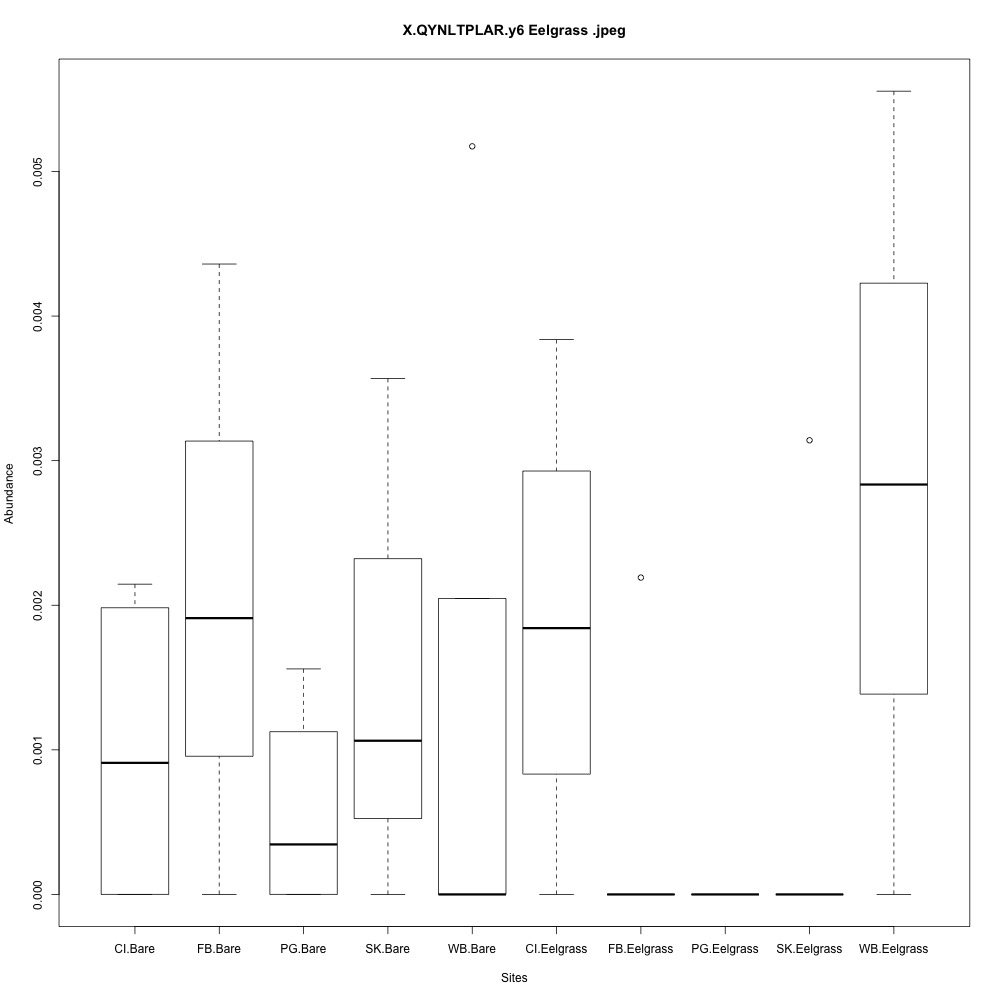 X.QYNLTPLAR.y6 Eelgrass .jpeg
0.005
0.004
0.003
0.002
0.001
0.000
Abundance
CI.Bare FB.Bare PG.Bare SK.Bare WB.Bare CI.Eelgrass FB.Eelgrass PG.Eelgrass SK.Eelgrass WB.Eelgrass
Sites